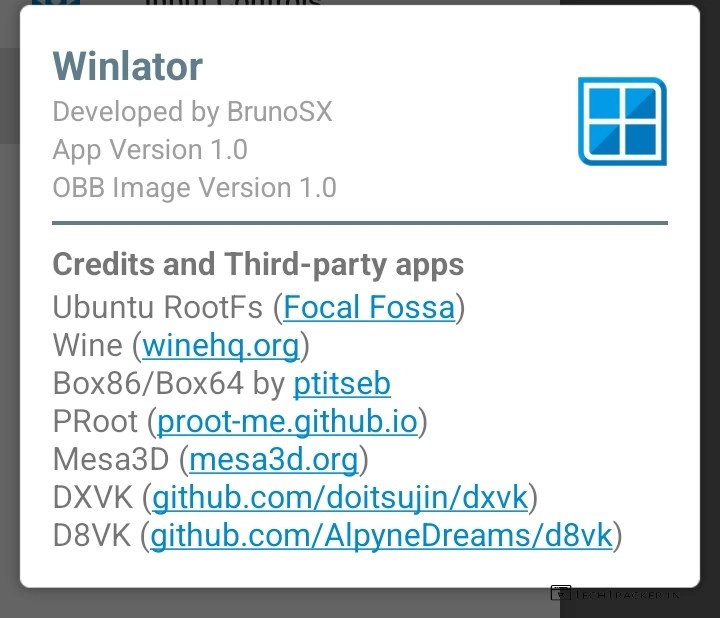 Input Controls
Winlator
Developed by BrunoSX
App Version 1.0
OBB Image Version 1.0
Credits and Third-party apps
Ubuntu RootFs (Focal Fossa)
Wine (winehq.org)
Box86/Box64 by ptitseb
PRoot (proot-me.github.io)
Mesa3D (mesa3d.org)
DXVK (github.com/doitsujin/dxvk)
D8VK (github.com/AlpyneDreams/d8vk)
TECHTRACKER.IN